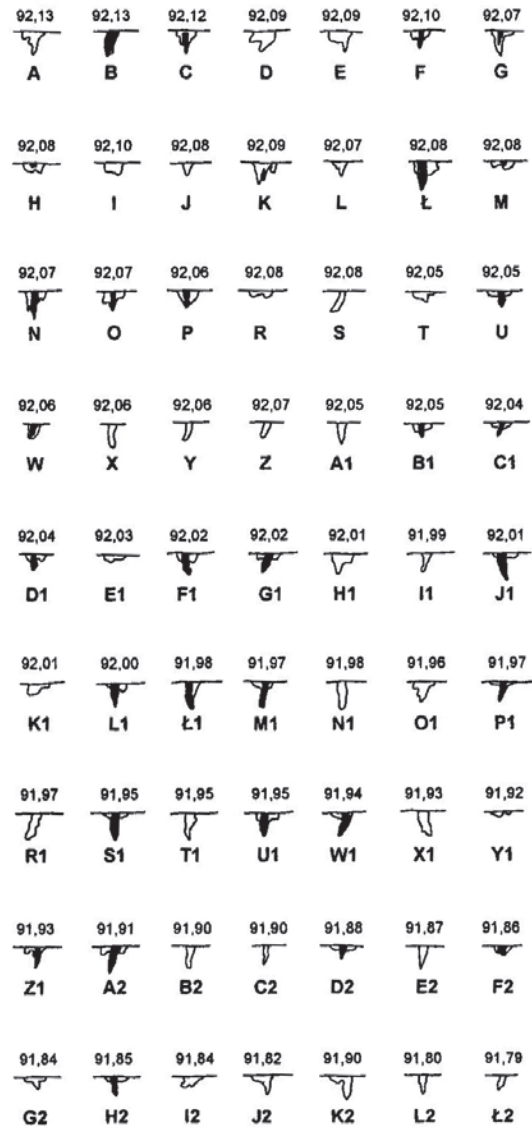 92,13 92,13 92,12 92,09 92,09 92,10 92,07
A B C D E F G
92,08 92,10 92,08 92,09 92,07 92,08 92,08
H I J K L Ł M
92,07 92,07 92,06 92,08 92,08 92,05 92,05
N O P R S T U
92,06 92,06 92,06 92,07 92,05 92,05 92,04
W X Y Z A1 B1 C1
92,04 92,03 92,02 92,02 92,01 91,99 92,01
D1 E1 F1 G1 H1 I1 J1
92,01 92,00 91,98 91,97 91,98 91,96 91,97
K1 L1 Ł1 M1 N1 O1 P1
91,97 91,95 91,95 91,95 91,94 91,93 91,92
R1 S1 T1 U1 W1 X1 Y1
91,93 91,91 91,90 91,90 91,88 91,87 91,86
Z1 A2 B2 C2 D2 E2 F2
91,84 91,85 91,84 91,82 91,90 91,80 91,79
G2 H2 I2 J2 K2 L2 Ł2